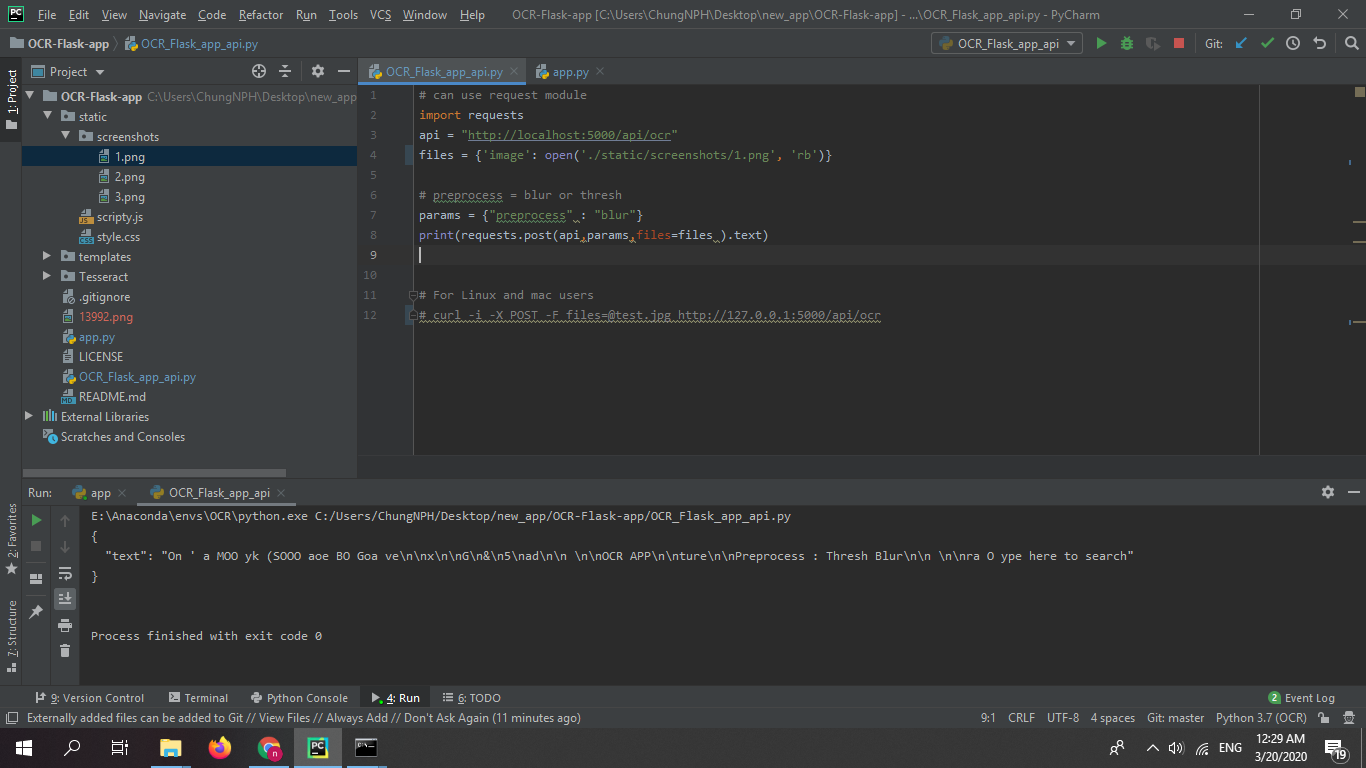 File Edit View Navigate Code Refactor Run Tools VCS Window Help OCR-Flask-app [C:\Users\ChungNPH\Desktop\new_app\OCR-Flask-app] - ...\OCR_Flask_app_api.py - PyCharm
OCR-Flask-app OCR_Flask_app_api.py OCR_Flask_app_api Git:
1: Project
Project
OCR-Flask-app C:\Users\ChungNPH\Desktop\new_app
static
screenshots
1.png
2.png
3.png
scripty.js
style.css
templates
Tesseract
.gitignore
13992.png
app.py
LICENSE
OCR_Flask_app_api.py
README.md
External Libraries
Scratches and Consoles
OCR_Flask_app_api.py app.py
1 # can use request module
2 import requests
3 api = "http://localhost:5000/api/ocr"
4 files = {'image': open('./static/screenshots/1.png', 'rb')}
5
6 # preprocess = blur or thresh
7 params = {"preprocess" : "blur"}
8 print(requests.post(api,params,files=files ).text)
9
10
11 # For Linux and mac users
12 # curl -i -X POST -F files=@test.jpg http://127.0.0.1:5000/api/ocr
Run: app OCR_Flask_app_api
2: Favorites
7: Structure
E:\Anaconda\envs\OCR\python.exe C:/Users/ChungNPH/Desktop/new_app/OCR-Flask-app/OCR_Flask_app_api.py
{
"text": "On ' a MOO yk (SOOO aoe BO Goa ve\n\nx\n\nG\n&\n5\nad\n\n \n\nOCR APP\n\nture\n\nPreprocess : Thresh Blur\n\n \n\nra O ype here to search"
}
Process finished with exit code 0
9: Version Control Terminal Python Console 4: Run 6: TODO 2 Event Log
Externally added files can be added to Git // View Files // Always Add // Don't Ask Again (11 minutes ago) 9:1 CRLF UTF-8 4 spaces Git: master Python 3.7 (OCR)
ENG
12:29 AM
3/20/2020
19